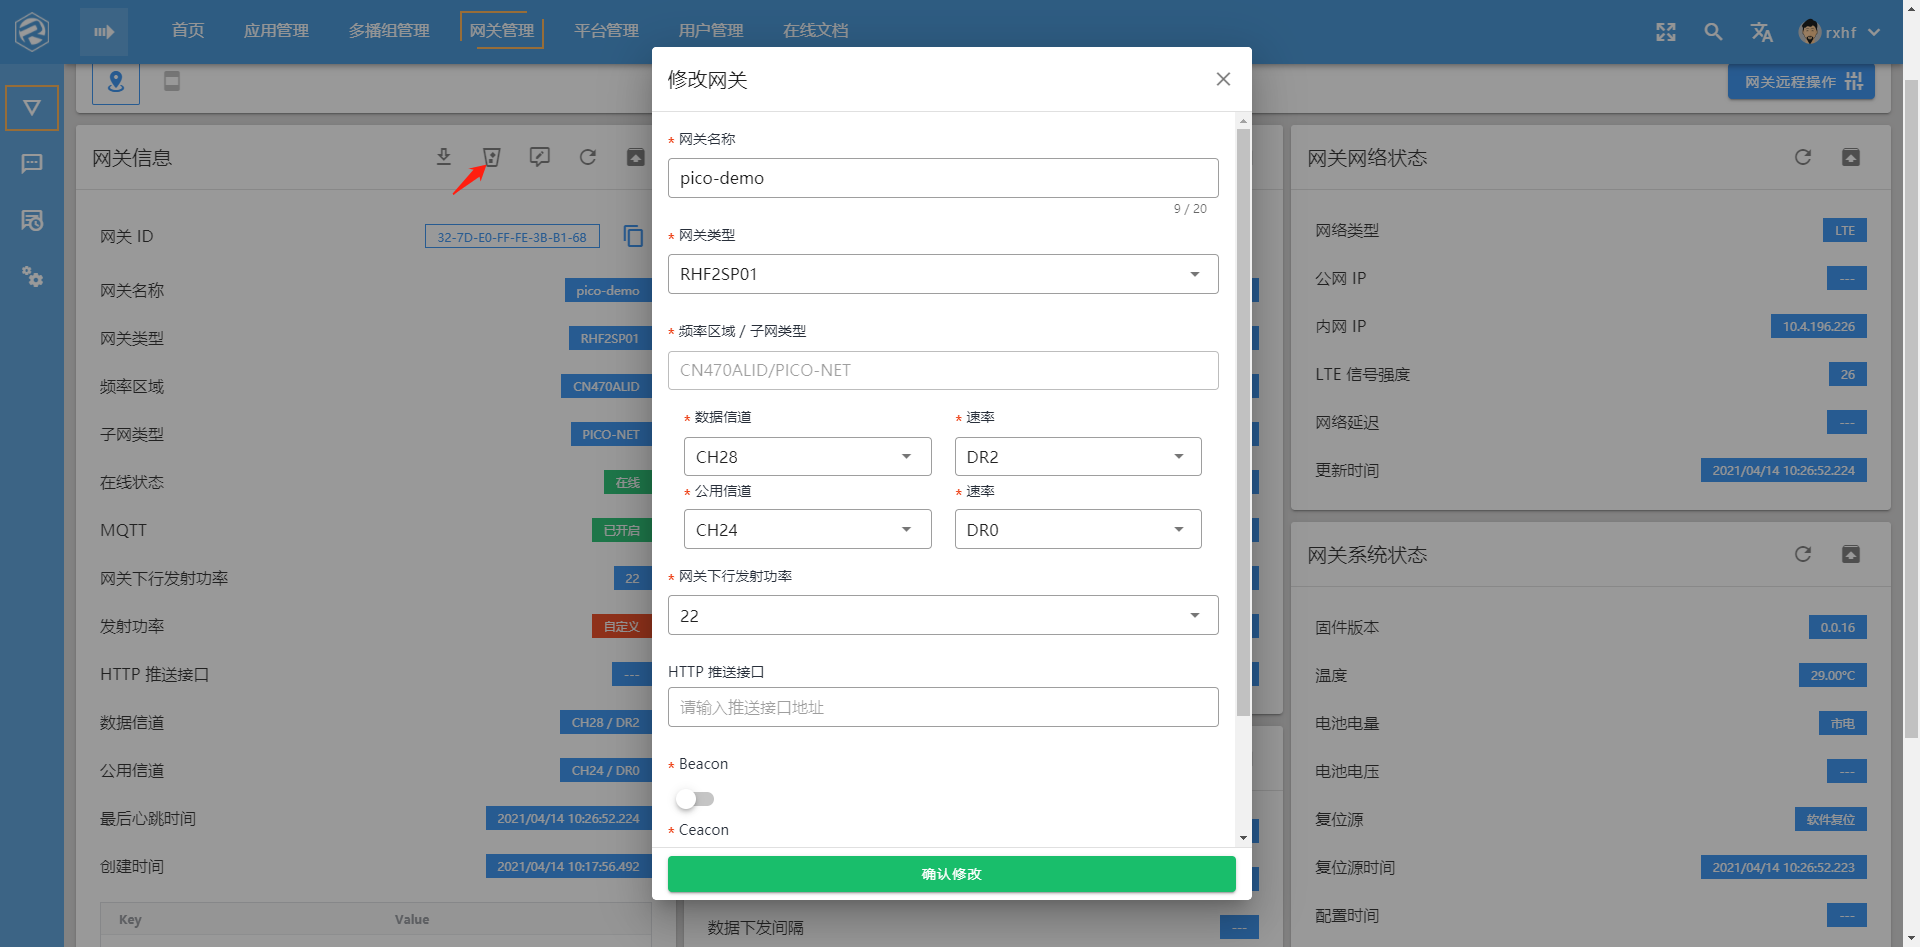 首页
应用管理
多播组管理
网关管理
平台管理
用户管理
在线文档
rxhf
网关远程操作
网关信息
网关 ID
32-7D-E0-FF-FE-3B-B1-68
网关名称
pico-demo
网关类型
RHF2SP01
频率区域
CN470ALID
子网类型
PICO-NET
在线状态
在线
MQTT
已开启
网关下行发射功率
22
发射功率
自定义
HTTP 推送接口
---
数据信道
CH28 / DR2
公用信道
CH24 / DR0
最后心跳时间
2021/04/14 10:26:52.224
创建时间
2021/04/14 10:17:56.492
Key Value
修改网关
* 网关名称
pico-demo
9 / 20
* 网关类型
RHF2SP01
* 频率区域 / 子网类型
CN470ALID/PICO-NET
* 数据信道
CH28
* 速率
DR2
* 公用信道
CH24
* 速率
DR0
* 网关下行发射功率
22
HTTP 推送接口
请输入推送接口地址
* Beacon
* Ceacon
确认修改
数据下发间隔
---
网关网络状态
网络类型
LTE
公网 IP
---
内网 IP
10.4.196.226
LTE 信号强度
26
网络延迟
---
更新时间
2021/04/14 10:26:52.224
网关系统状态
固件版本
0.0.16
温度
29.00℃
电池电量
市电
电池电压
---
复位源
软件复位
复位源时间
2021/04/14 10:26:52.223
配置时间
---